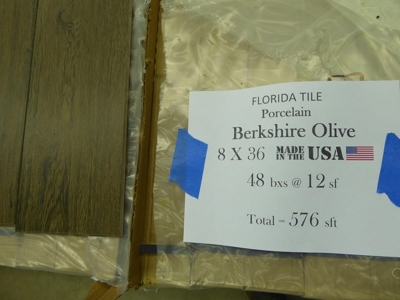 FLORIDA TILE
Porcelain
Berkshire Olive
8 X 36 MADE IN THE USA
48 bxs @ 12 sf
Total = 576 sft